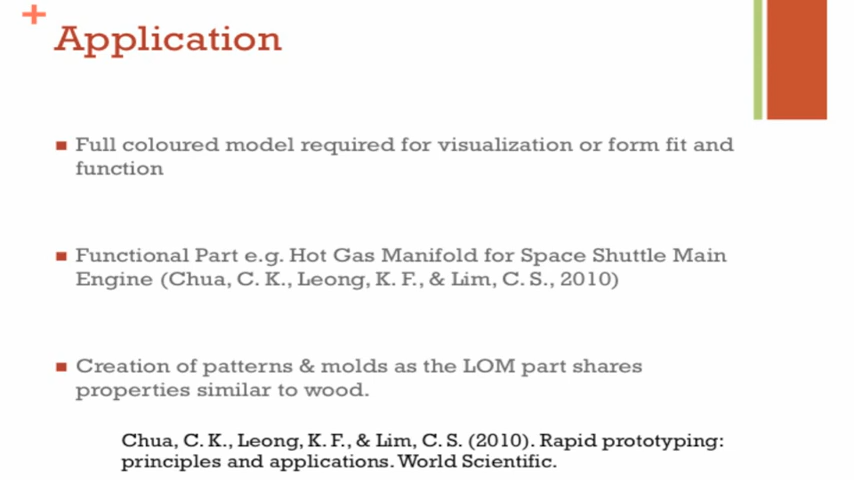 Application
Full coloured model required for visualization or form fit and
function
Functional Part e.g. Hot Gas Manifold for Space Shuttle Main
Engine (Chua, C. K., Leong, K. F., & Lim, C. S., 2010)
Creation of patterns & molds as the LOM part shares
properties similar to wood.
Chua, C. K., Leong, K. F., & Lim, C. S. (2010). Rapid prototyping:
principles and applications. World Scientific.